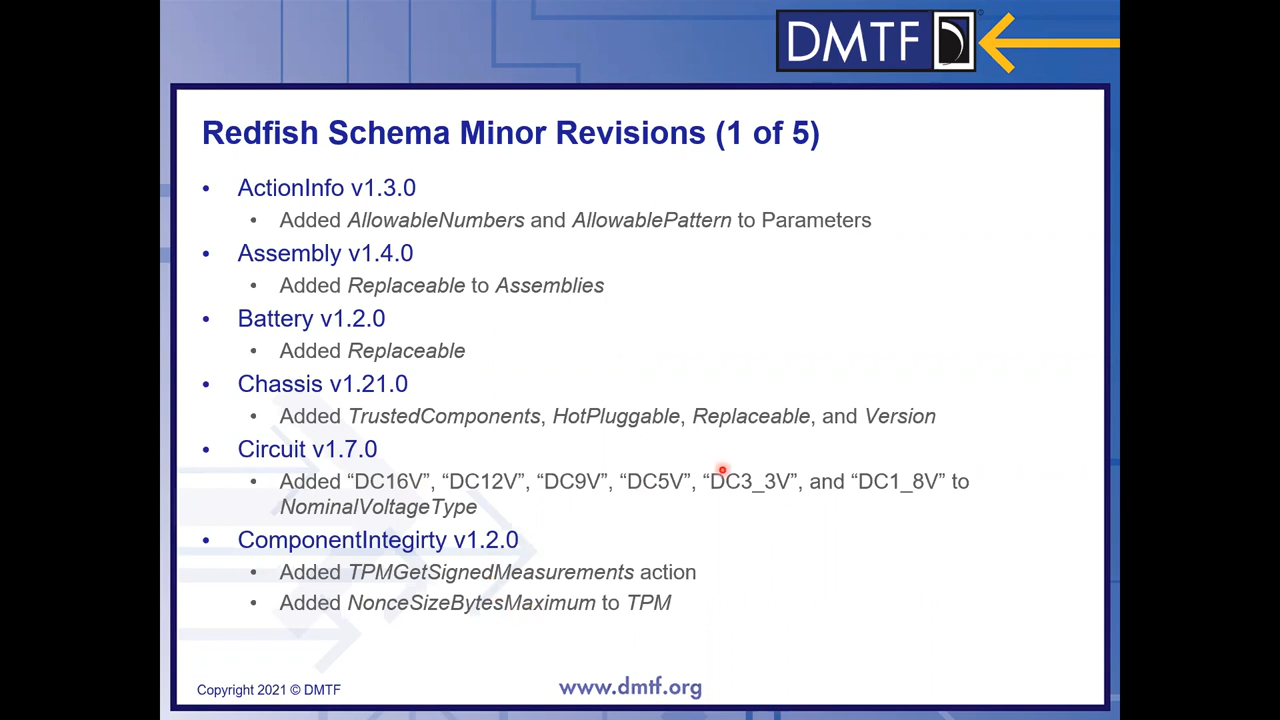 DMTF
Redfish Schema Minor Revisions (1 of 5)
• ActionInfo v1.3.0
• Added AllowableNumbers and AllowablePattern to Parameters
• Assembly v1.4.0
• Added Replaceable to Assemblies
• Battery v1.2.0
• Added Replaceable
• Chassis v1.21.0
• Added TrustedComponents, HotPluggable, Replaceable, and Version
• Circuit v1.7.0
• Added “DC16V”, “DC12V”, “DC9V”, “DC5V”, “DC3_3V”, and “DC1_8V” to
NominalVoltageType
• ComponentIntegirty v1.2.0
• Added TPMGetSignedMeasurements action
• Added NonceSizeBytesMaximum to TPM
Copyright 2021 © DMTF
www.dmtf.org